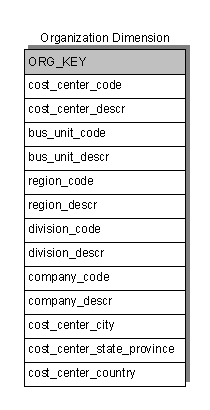 Organization Dimension
ORG_KEY
cost_center_code
cost_center_descr
bus_unit_code
bus_unit_descr
region_code
region_descr
division_code
division_descr
company_code
company_descr
cost_center_city
cost_center_state_province
cost_center_country